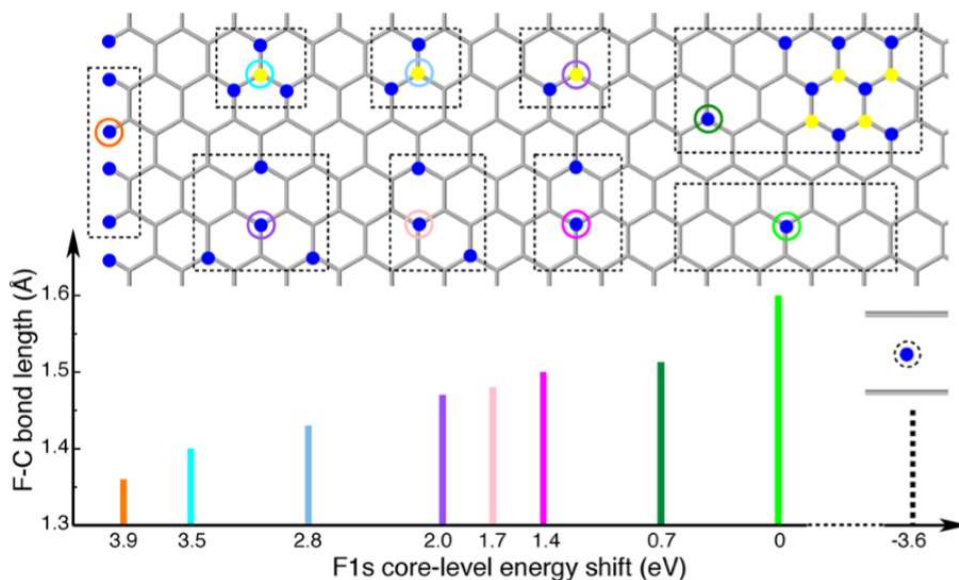 F-C bond length (Å)
1.6
1.5
1.4
1.3
3.9 3.5 2.8 2.0 1.7 1.4 0.7 0 -3.6
F1s core-level energy shift (eV)